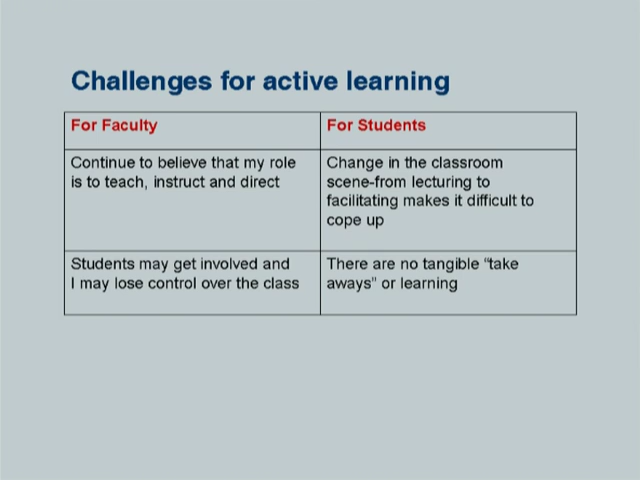 Challenges for active learning
For Faculty
For Students
Continue to believe that my role
is to teach, instruct and direct
Change in the classroom
scene-from lecturing to
facilitating makes it difficult to
cope up
Students may get involved and
I may lose control over the class
There are no tangible “take
aways” or learning